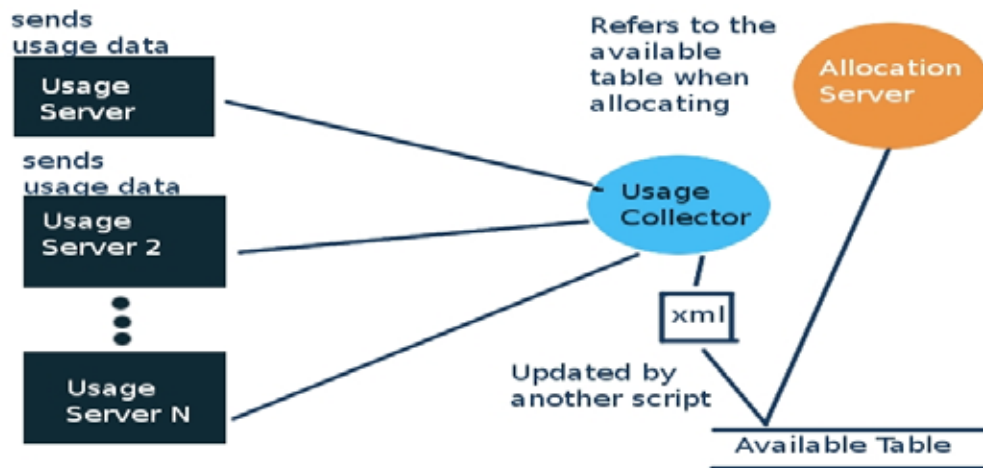 sends
usage data
Usage
Server
sends
usage data
Usage
Server 2
Usage
Server N
Refers to the
available
table when
allocating
Allocation
Server
Usage
Collector
xml
Updated by
another script
Available Table